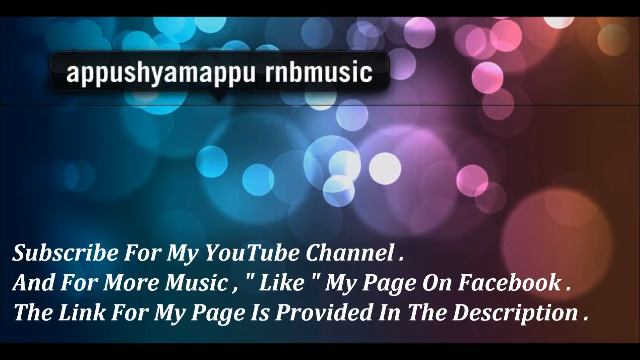 appushyamappu rnbmusic
Subscribe For My YouTube Channel .
And For More Music , " Like " My Page On Facebook .
The Link For My Page Is Provided In The Description .